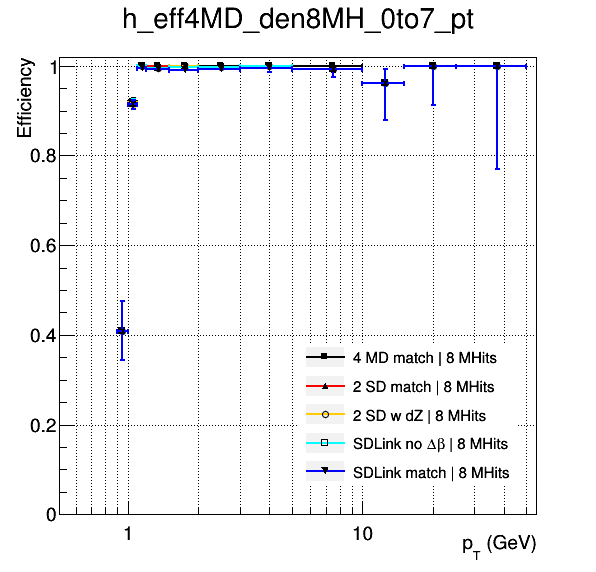 h_eff4MD_den8MH_0to7_pt
Efficiency
1
0.8
0.6
0.4
0.2
0
4 MD match | 8 MHits
2 SD match | 8 MHits
2 SD w dZ | 8 MHits
SDLink no Δβ | 8 MHits
SDLink match | 8 MHits
1
10
p_T (GeV)